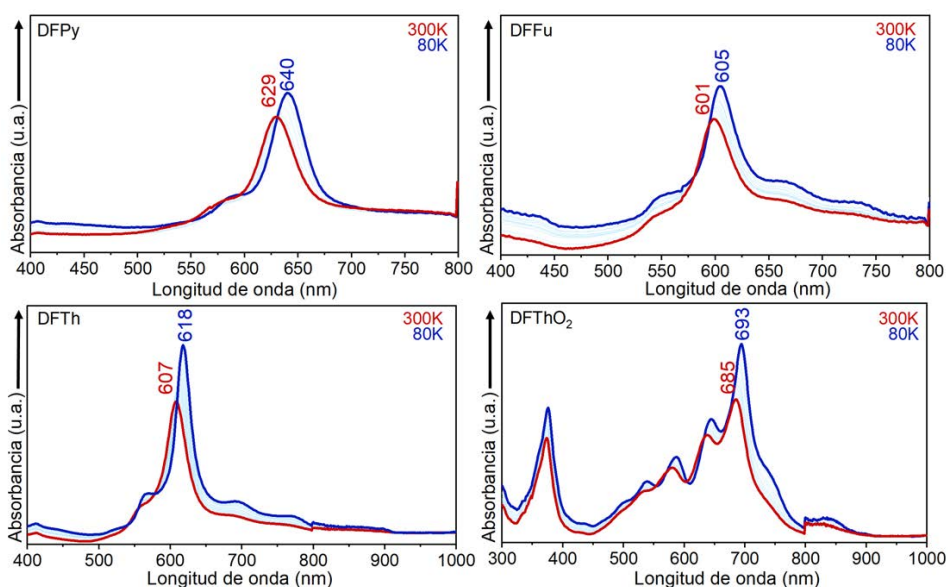 DFPy
300K
80K
629
640
Absorbancia (u.a.)
400 450 500 550 600 650 700 750 800
Longitud de onda (nm)
DFFu
300K
80K
601
605
Absorbancia (u.a.)
400 450 500 550 600 650 700 750 800
Longitud de onda (nm)
DFTh
300K
80K
607
618
Absorbancia (u.a.)
400 500 600 700 800 900 1000
Longitud de onda (nm)
DFThO₂
300K
80K
685
693
Absorbancia (u.a.)
300 400 500 600 700 800 900 1000
Longitud de onda (nm)